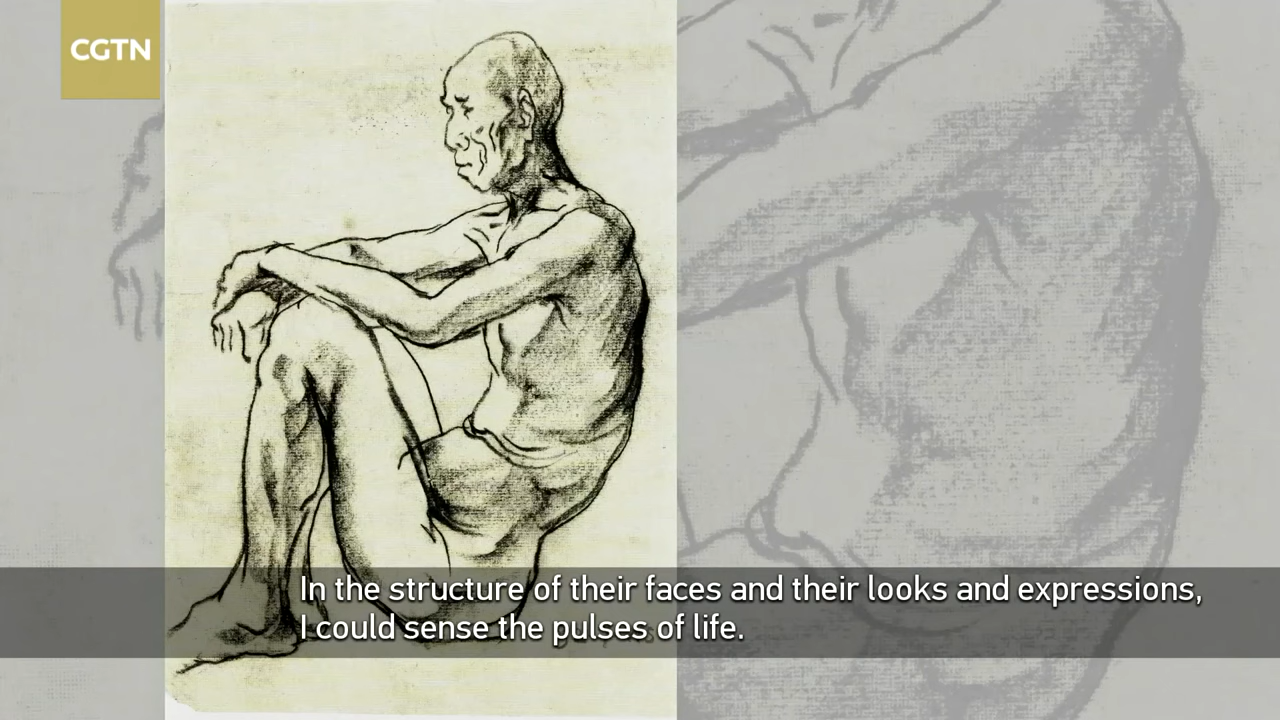 CGTN
In the structure of their faces and their looks and expressions,
I could sense the pulses of life.